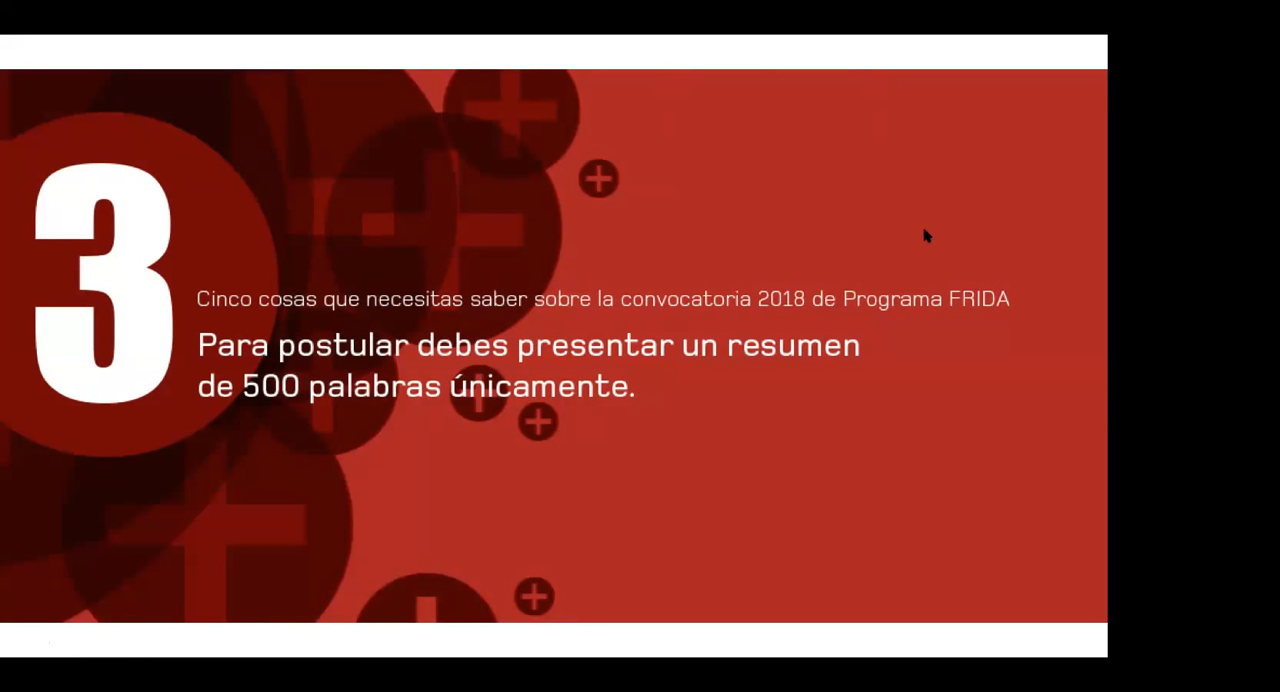 3
Cinco cosas que necesitas saber sobre la convocatoria 2018 de Programa FRIDA
Para postular debes presentar un resumen
de 500 palabras únicamente.